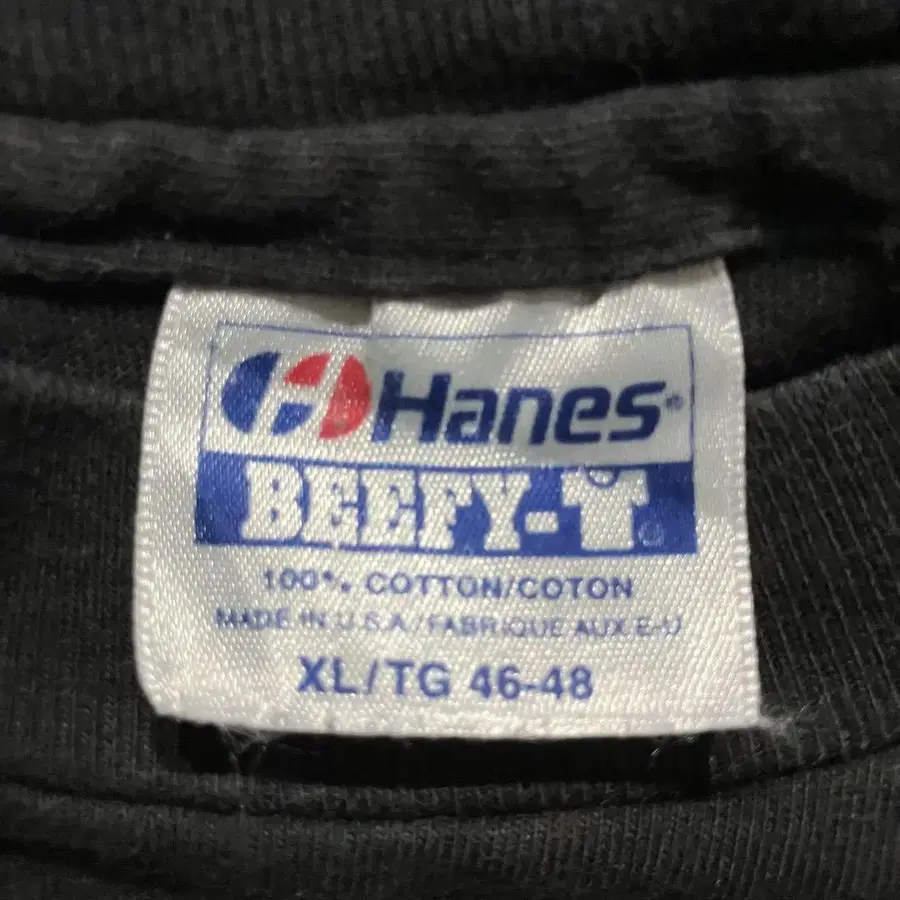 Hanes®
BEEFY-T®
100% COTTON/COTON
MADE IN U.S.A./FABRIQUE AUX E-U
XL/TG 46-48